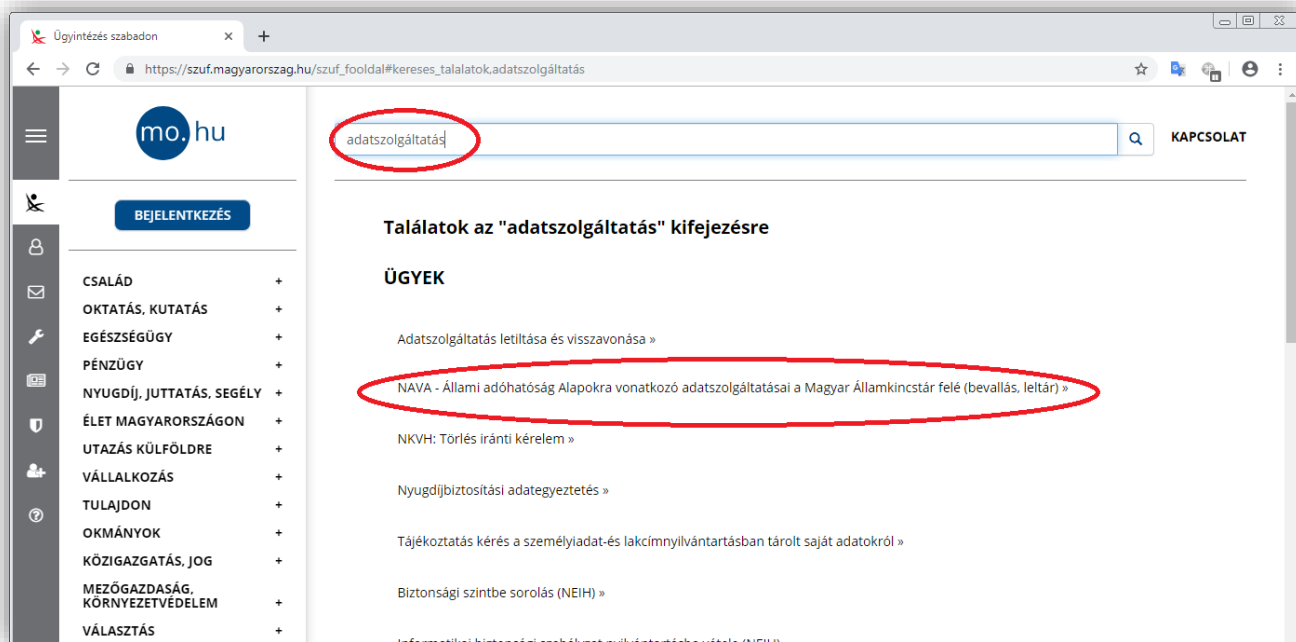 Ügyintézés szabadon
https://szuf.magyarorszag.hu/szuf_fooldal#kereses_talalatok,adatszolgáltatás
mo.hu
adatszolgáltatás
KAPCSOLAT
BEJELENTKEZÉS
CSALÁD +
OKTATÁS, KUTATÁS +
EGÉSZSÉGÜGY +
PÉNZÜGY +
NYUGDÍJ, JUTTATÁS, SEGÉLY +
ÉLET MAGYARORSZÁGON +
UTAZÁS KÜLFÖLDRE +
VÁLLALKOZÁS +
TULAJDON +
OKMÁNYOK +
KÖZIGAZGATÁS, JOG +
MEZŐGAZDASÁG,
KÖRNYEZETVÉDELEM +
VÁLASZTÁS +
Találatok az "adatszolgáltatás" kifejezésre
ÜGYEK
Adatszolgáltatás letiltása és visszavonása »
NAVA - Állami adóhatóság Alapokra vonatkozó adatszolgáltatásai a Magyar Államkincstár felé (bevallás, leltár) »
NKVH: Törlés iránti kérelem »
Nyugdíjbiztosítási adategyeztetés »
Tájékoztatás kérés a személyiadat-és lakcímnyilvántartásban tárolt saját adatokról »
Biztonsági szintbe sorolás (NEIH) »